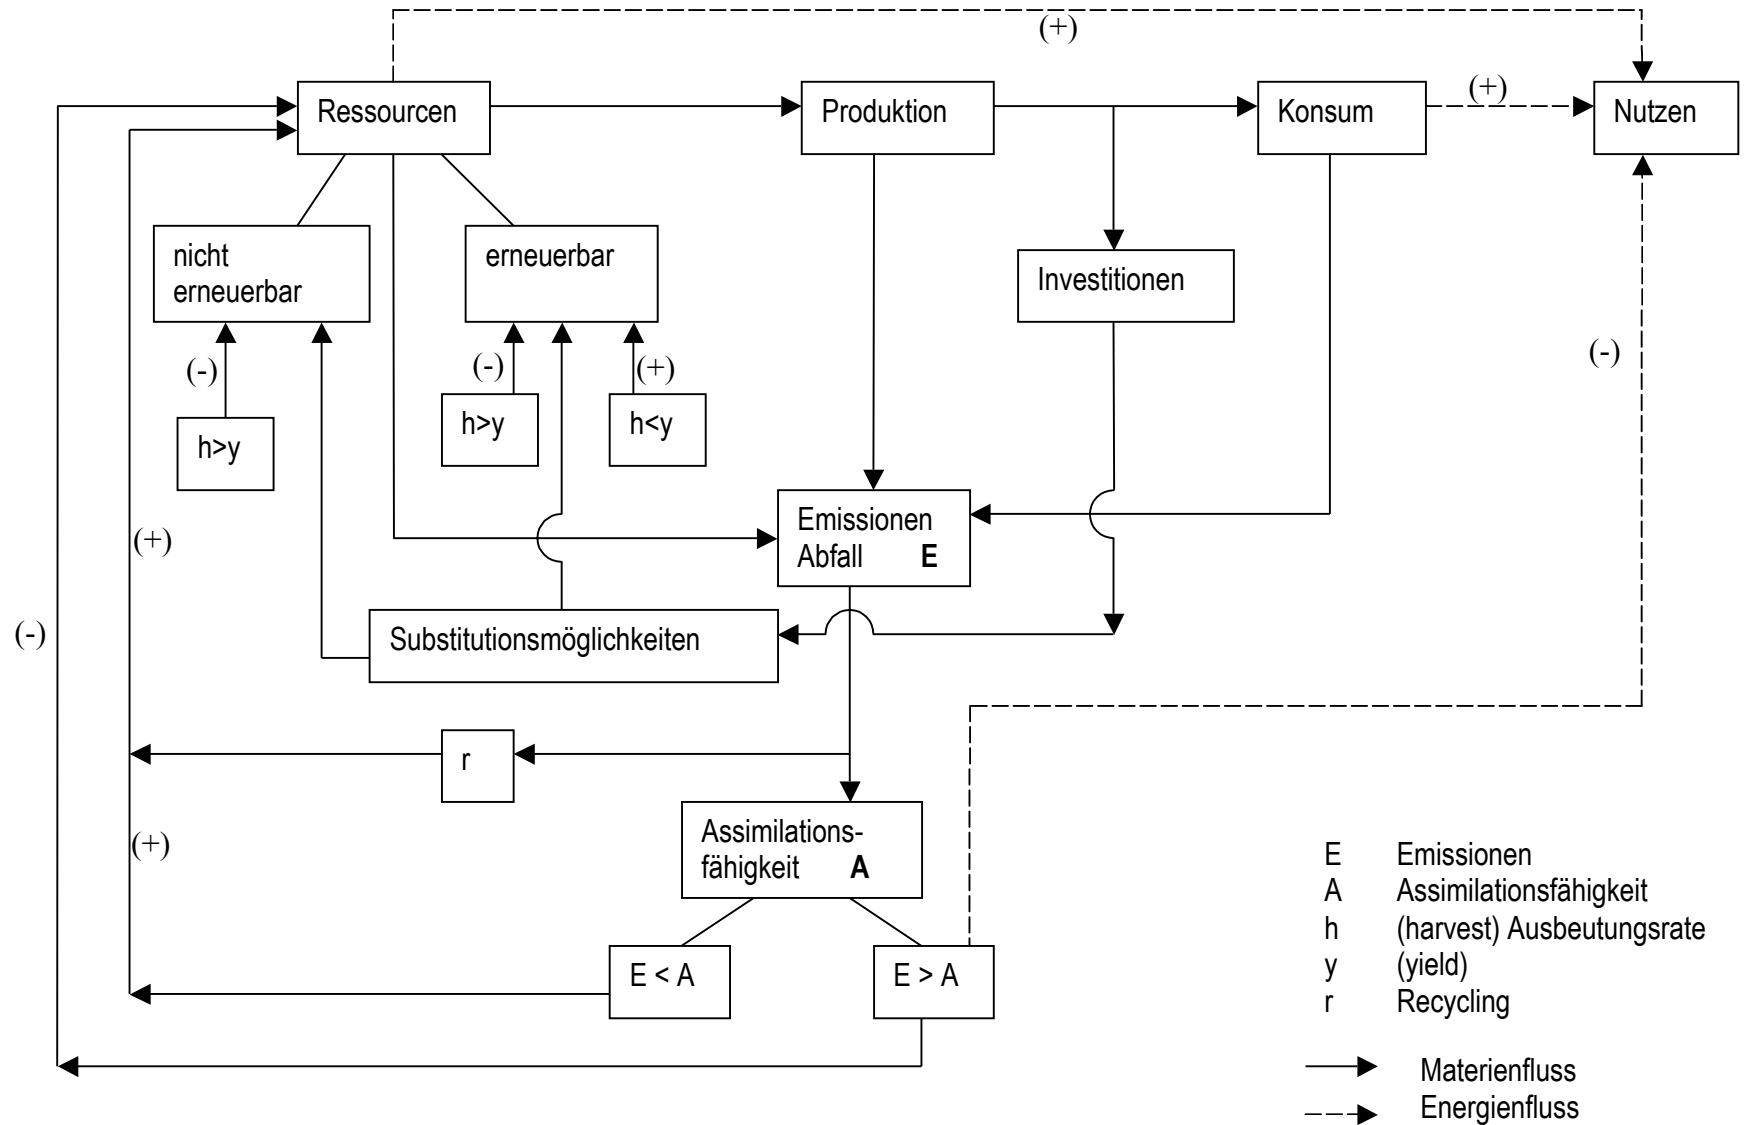 (+)
Ressourcen
Produktion
Konsum
(+)
Nutzen
nicht
erneuerbar
erneuerbar
Investitionen
(-)
(-)
(+)
(-)
h>y
h<y
h>y
Emissionen
Abfall E
(+)
(-)
Substitutionsmöglichkeiten
r
Assimilations-
fähigkeit A
(+)
E < A
E > A
E Emissionen
A Assimilationsfähigkeit
h (harvest) Ausbeutungsrate
y (yield)
r Recycling
Materienfluss
Energienfluss